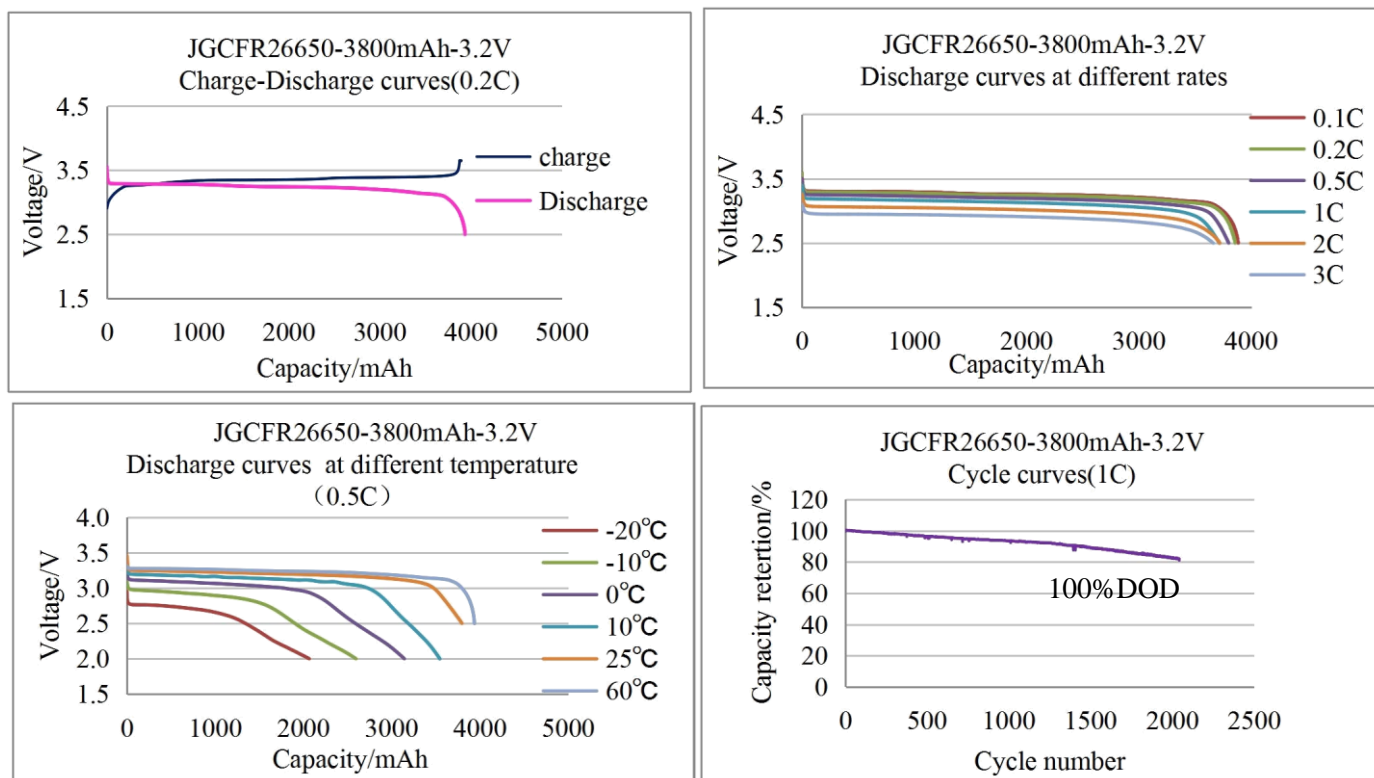 JGCFR26650-3800mAh-3.2V
Charge-Discharge curves(0.2C)
4.5
3.5
2.5
1.5
Voltage/V
charge
Discharge
0 1000 2000 3000 4000 5000
Capacity/mAh
JGCFR26650-3800mAh-3.2V
Discharge curves at different rates
4.5
3.5
2.5
1.5
Voltage/V
0.1C
0.2C
0.5C
1C
2C
3C
0 1000 2000 3000 4000
Capacity/mAh
JGCFR26650-3800mAh-3.2V
Discharge curves at different temperature
（0.5C）
4.0
3.5
3.0
2.5
2.0
1.5
Voltage/V
-20℃
-10℃
0℃
10℃
25℃
60℃
0 1000 2000 3000 4000 5000
Capacity/mAh
JGCFR26650-3800mAh-3.2V
Cycle curves(1C)
120
100
80
60
40
20
0
Capacity retertion/%
100%DOD
0 500 1000 1500 2000 2500
Cycle number